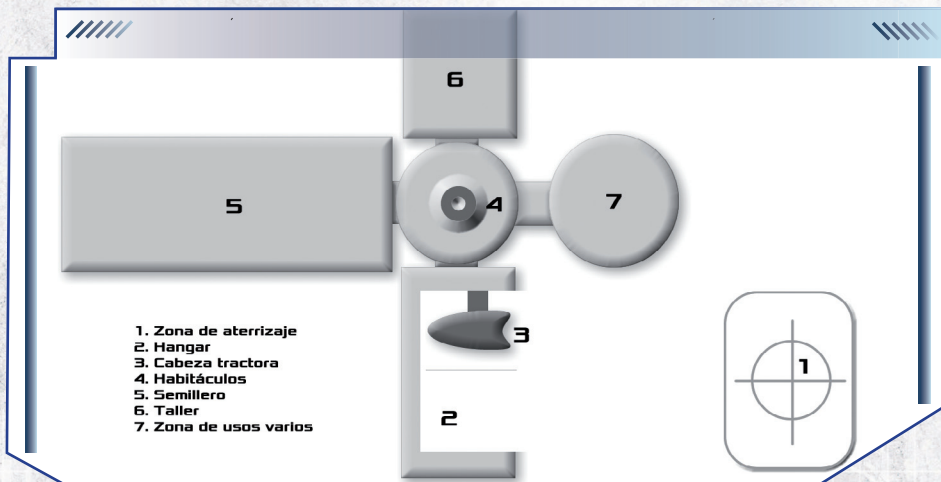 6
5
4
7
3
1
2
1. Zona de aterrizaje
2. Hangar
3. Cabeza tractora
4. Habitáculos
5. Semillero
6. Taller
7. Zona de usos varios